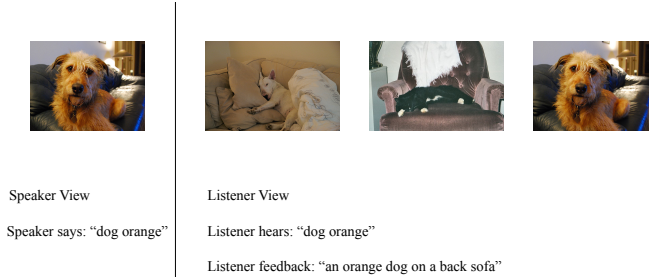 Speaker View
Speaker says: “dog orange”
Listener View
Listener hears: “dog orange”
Listener feedback: “an orange dog on a back sofa”